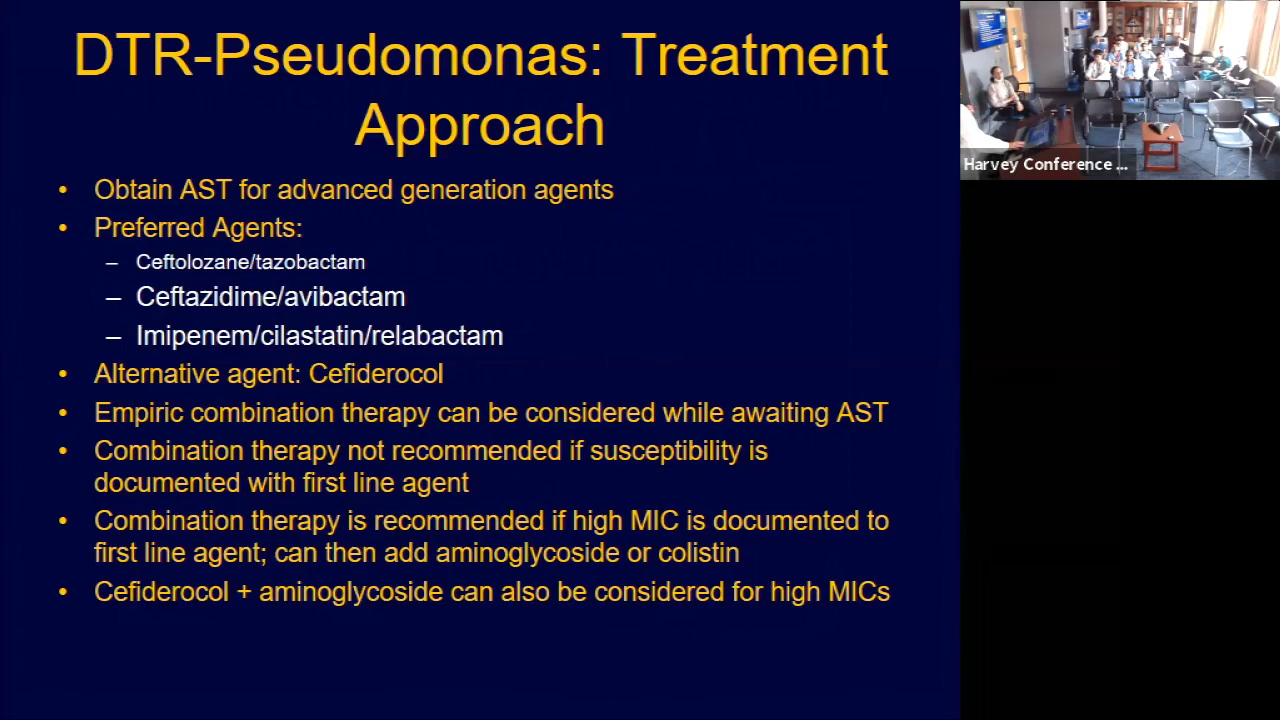 DTR-Pseudomonas: Treatment
Approach
• Obtain AST for advanced generation agents
• Preferred Agents:
– Ceftolozane/tazobactam
– Ceftazidime/avibactam
– Imipenem/cilastatin/relabactam
• Alternative agent: Cefiderocol
• Empiric combination therapy can be considered while awaiting AST
• Combination therapy not recommended if susceptibility is
documented with first line agent
• Combination therapy is recommended if high MIC is documented to
first line agent; can then add aminoglycoside or colistin
• Cefiderocol + aminoglycoside can also be considered for high MICs
Harvey Conference ...